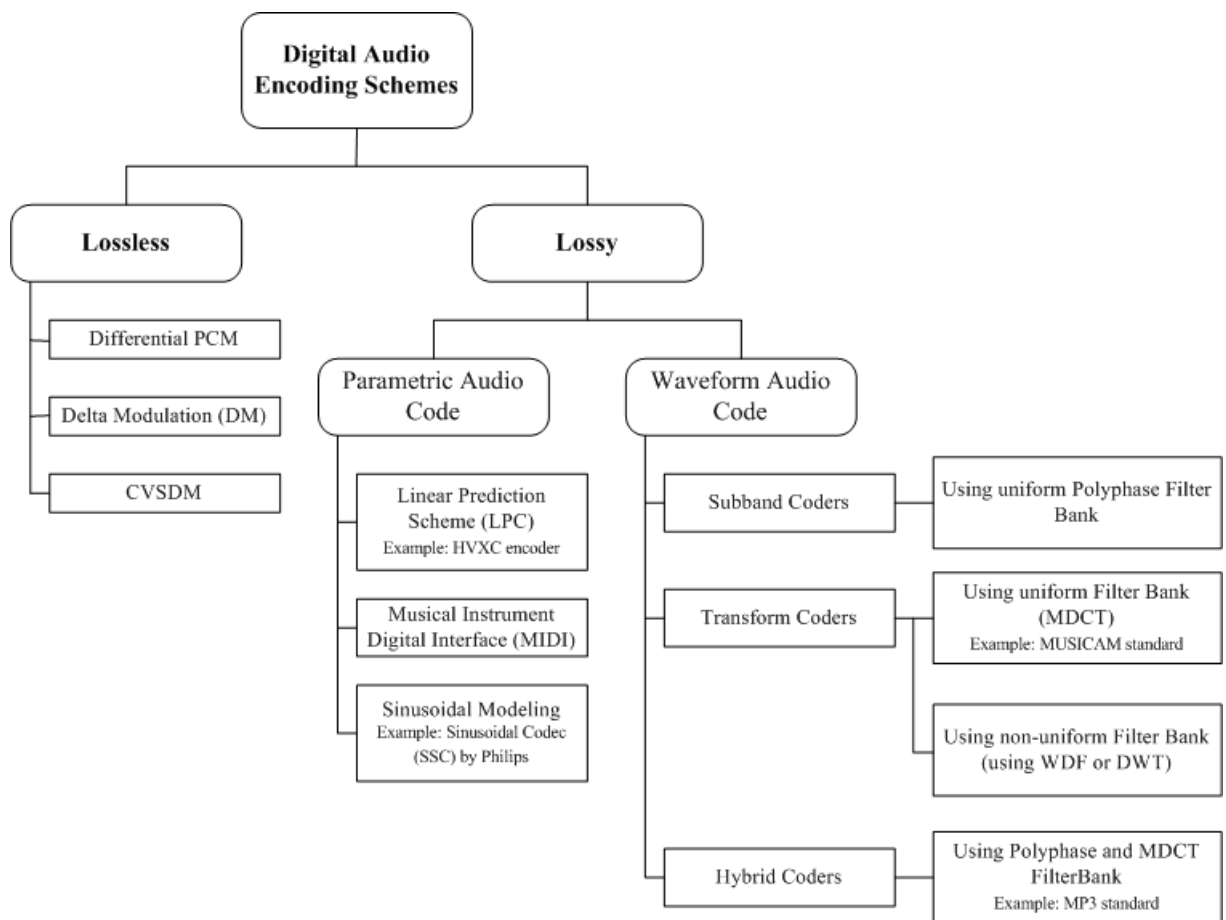 Digital Audio
Encoding Schemes
Lossless
Lossy
Differential PCM
Delta Modulation (DM)
CVSDM
Parametric Audio
Code
Linear Prediction
Scheme (LPC)
Example: HVXC encoder
Musical Instrument
Digital Interface (MIDI)
Sinusoidal Modeling
Example: Sinusoidal Codec
(SSC) by Philips
Waveform Audio
Code
Subband Coders
Using uniform Polyphase Filter
Bank
Transform Coders
Using uniform Filter Bank
(MDCT)
Example: MUSICAM standard
Using non-uniform Filter Bank
(using WDF or DWT)
Hybrid Coders
Using Polyphase and MDCT
FilterBank
Example: MP3 standard